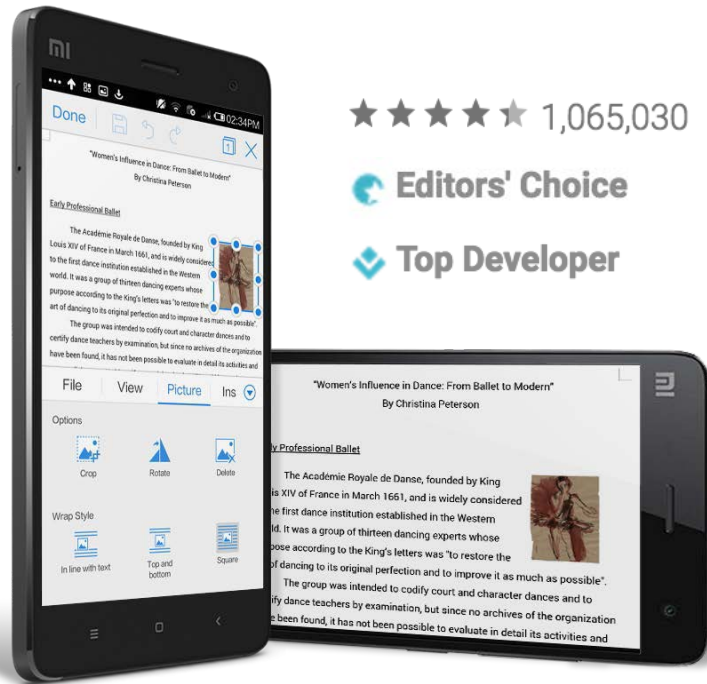 mi
02:34PM
Done
1
"Women's Influence in Dance: From Ballet to Modern"
By Christina Peterson
Early Professional Ballet
The Académie Royale de Danse, founded by King
Louis XIV of France in March 1661, and is widely considered
to the first dance institution established in the Western
world. It was a group of thirteen dancing experts whose
purpose according to the King's letters was "to restore the
art of dancing to its original perfection and to improve it as much as possible".
The group was intended to codify court and character dances and to
certify dance teachers by examination, but since no archives of the organization
have been found, it has not been possible to evaluate in detail its activities and
File View Picture Ins
Options
Crop Rotate Delete
Wrap Style
In line with text Top and bottom Square
1,065,030
Editors' Choice
Top Developer
mi
"Women's Influence in Dance: From Ballet to Modern"
By Christina Peterson
ly Professional Ballet
The Académie Royale de Danse, founded by King
is XIV of France in March 1661, and is widely considered
he first dance institution established in the Western
ld. It was a group of thirteen dancing experts whose
pose according to the King's letters was "to restore the
of dancing to its original perfection and to improve it as much as possible".
The group was intended to codify court and character dances and to
ify dance teachers by examination, but since no archives of the organization
e been found, it has not been possible to evaluate in detail its activities and